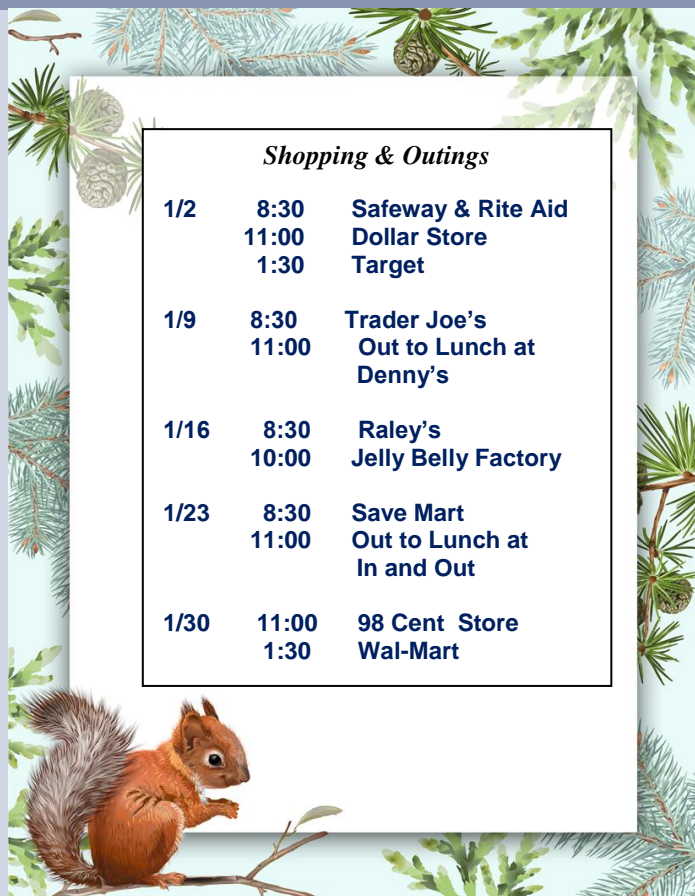 Shopping & Outings
1/2 8:30 Safeway & Rite Aid
11:00 Dollar Store
1:30 Target
1/9 8:30 Trader Joe's
11:00 Out to Lunch at
Denny's
1/16 8:30 Raley's
10:00 Jelly Belly Factory
1/23 8:30 Save Mart
11:00 Out to Lunch at
In and Out
1/30 11:00 98 Cent Store
1:30 Wal-Mart